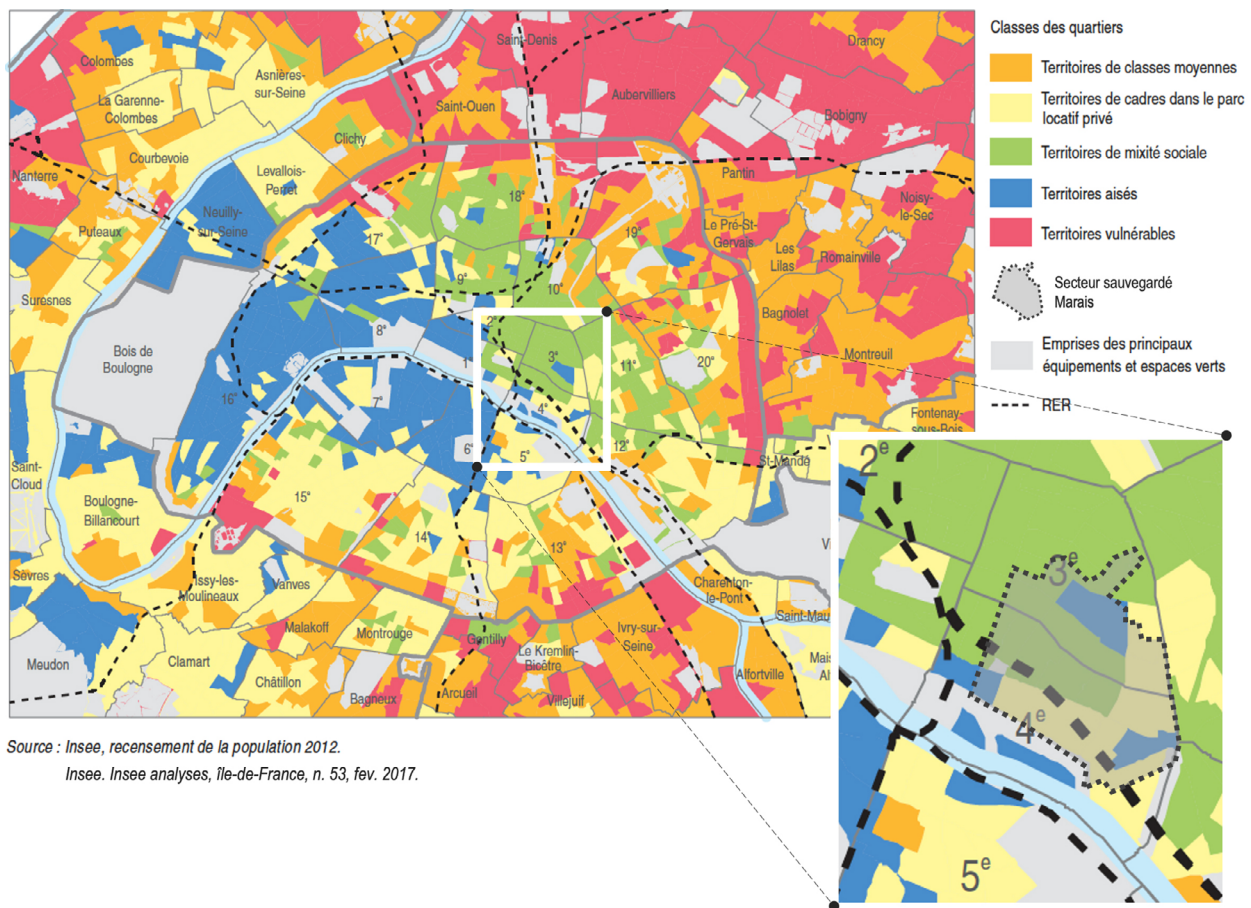 Colombes
La Garenne-
Colombes
Asnières-
sur-Seine
Courbevoie
Nanterre
Puteaux
Suresnes
Clichy
Levallois-
Perret
Neuilly-
sur-Seine
Saint-Denis
Saint-Ouen
Aubervilliers
Drancy
Bobigny
Pantin
Noisy-
le-Sec
Le Pré-St-
Gervais
Les
Lilas
Romainville
Bagnolet
Montreuil
Fontenay-
sous-Bois
St-Mandé
Bois de
Boulogne
17e
18e
19e
9e
10e
2e
8e
3e
11e
20e
1e
16e
7e
4e
6e
5e
12e
15e
14e
13e
Saint-
Cloud
Boulogne-
Billancourt
Sèvres
Issy-les-
Moulineaux
Vanves
Malakoff
Montrouge
Meudon
Clamart
Châtillon
Bagneux
Gentilly
Le Kremlin-
Bicêtre
Arcueil
Villejuif
Ivry-sur-
Seine
Charenton-
le-Pont
Saint-Mau
Alfortville
Classes des quartiers
Territoires de classes moyennes
Territoires de cadres dans le parc
locatif privé
Territoires de mixité sociale
Territoires aisés
Territoires vulnérables
Secteur sauvegardé
Marais
Emprises des principaux
équipements et espaces verts
RER
2e
3e
4e
5e
Source : Insee, recensement de la population 2012.
Insee. Insee analyses, île-de-France, n. 53, fev. 2017.